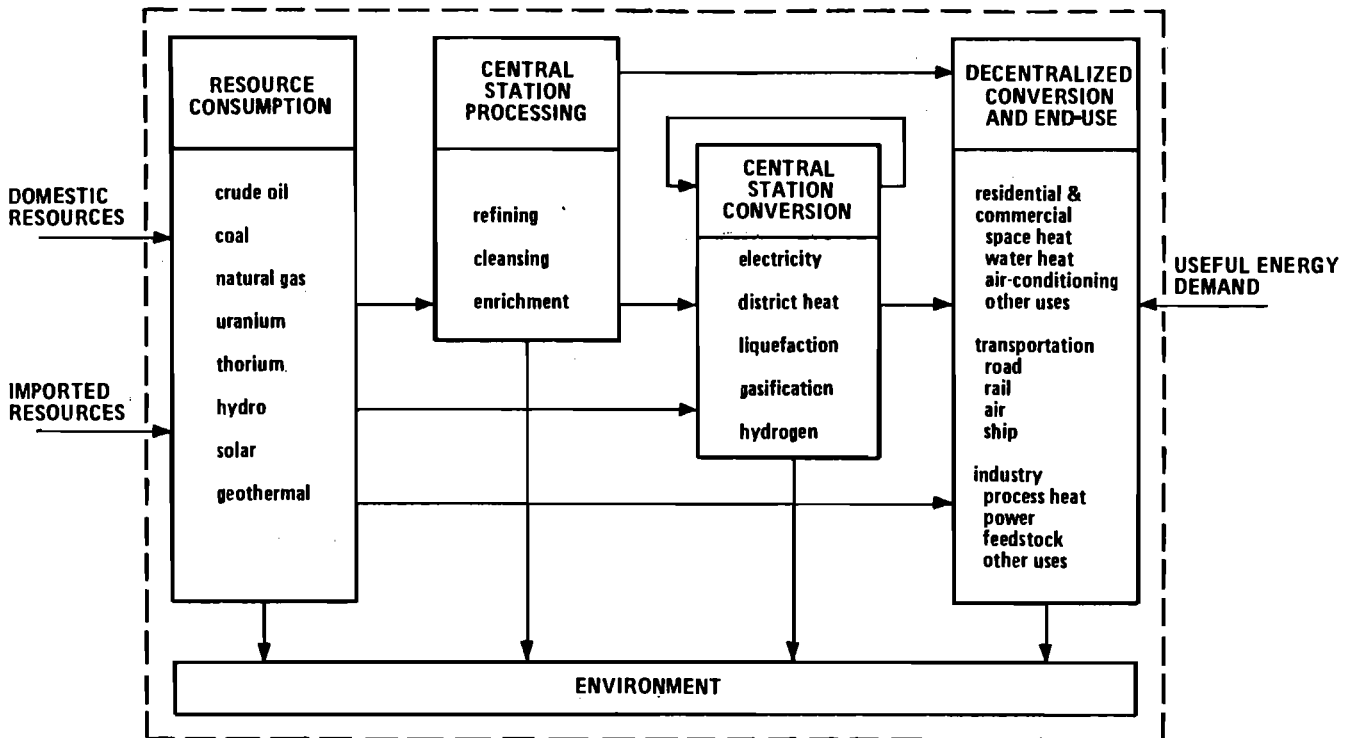 DOMESTIC
RESOURCES
IMPORTED
RESOURCES
RESOURCE
CONSUMPTION
crude oil
coal
natural gas
uranium
thorium
hydro
solar
geothermal
CENTRAL
STATION
PROCESSING
refining
cleansing
enrichment
CENTRAL
STATION
CONVERSION
electricity
district heat
liquefaction
gasification
hydrogen
DECENTRALIZED
CONVERSION
AND END-USE
residential &
commercial
space heat
water heat
air-conditioning
other uses
transportation
road
rail
air
ship
industry
process heat
power
feedstock
other uses
USEFUL ENERGY
DEMAND
ENVIRONMENT